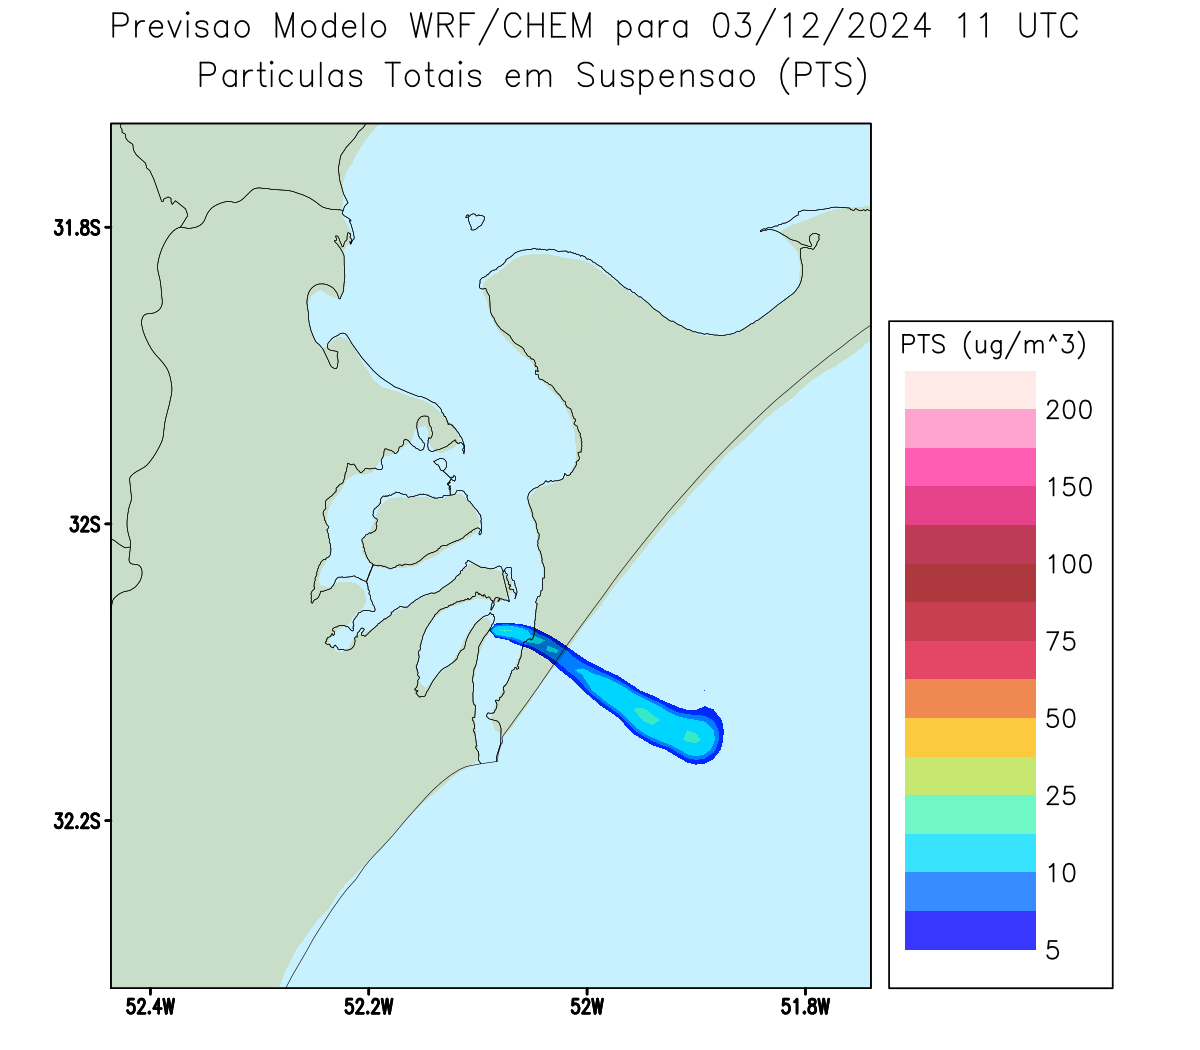 Previsao Modelo WRF/CHEM para 03/12/2024 11 UTC
Particulas Totais em Suspensao (PTS)
31.8S
32S
32.2S
52.4W
52.2W
52W
51.8W
PTS (ug/m^3)
200
150
100
75
50
25
10
5